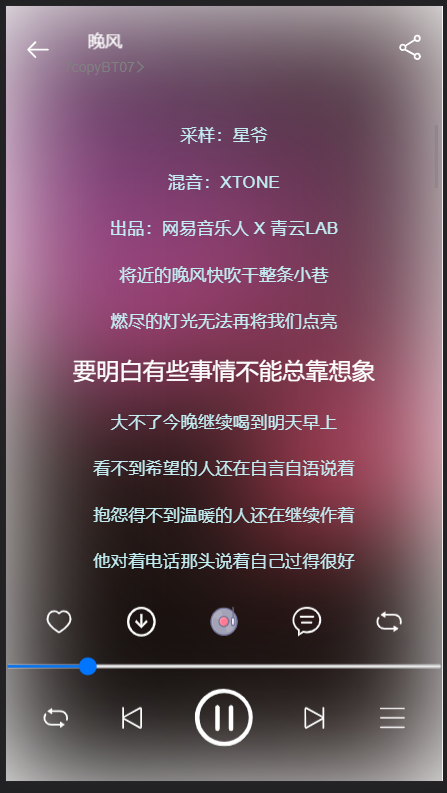 晚风
copyBT07>
采样：星爷
混音：XTONE
出品：网易音乐人 X 青云LAB
将近的晚风快吹干整条小巷
燃尽的灯光无法再将我们点亮
要明白有些事情不能总靠想象
大不了今晚继续喝到明天早上
看不到希望的人还在自言自语说着
抱怨得不到温暖的人还在继续作着
他对着电话那头说着自己过得很好